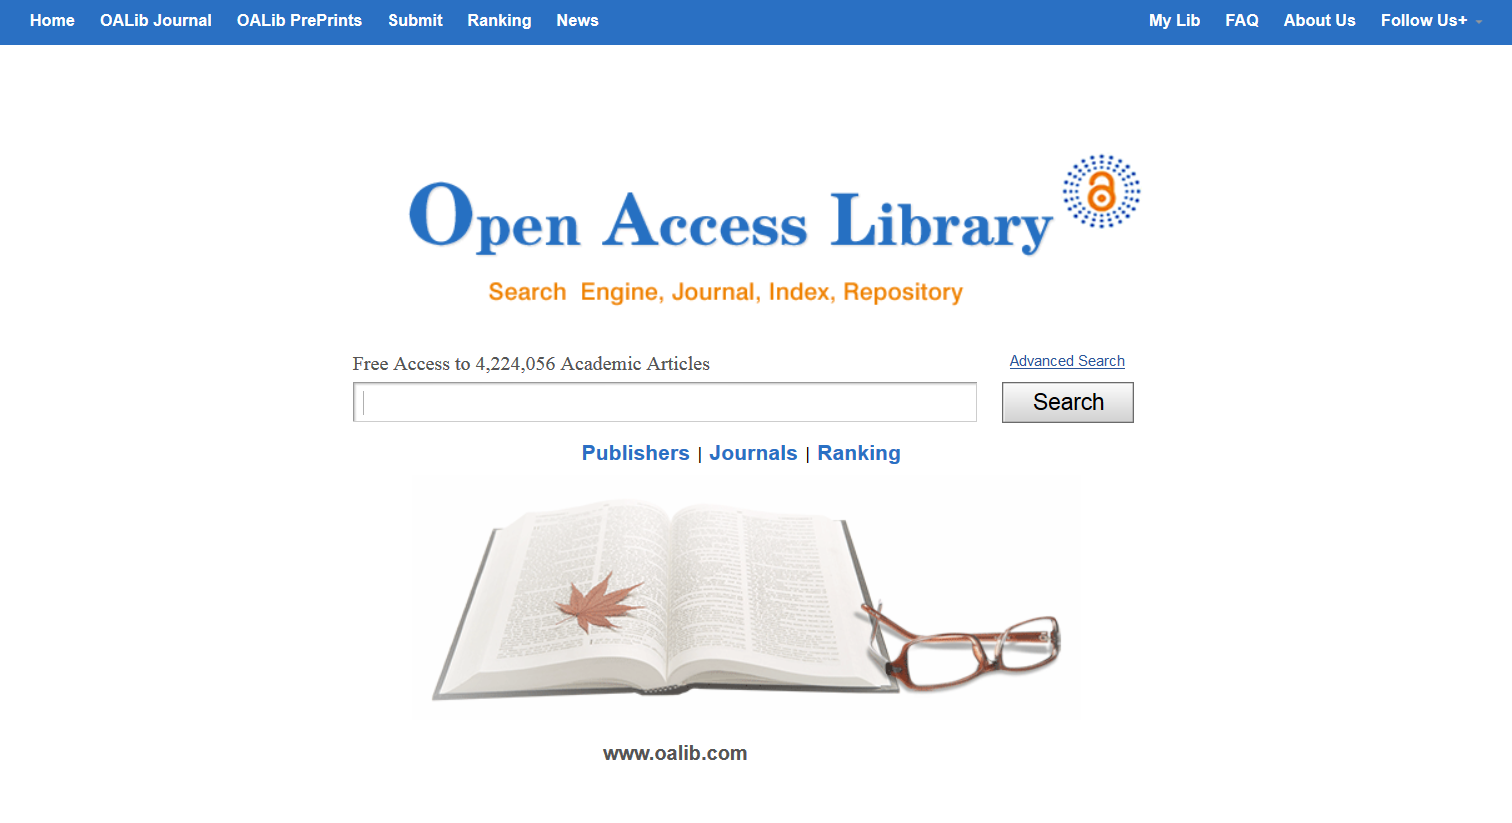 Home OALib Journal OALib PrePrints Submit Ranking News My Lib FAQ About Us Follow Us+
Open Access Library
Search Engine, Journal, Index, Repository
Free Access to 4,224,056 Academic Articles Advanced Search
Search
Publishers | Journals | Ranking
www.oalib.com